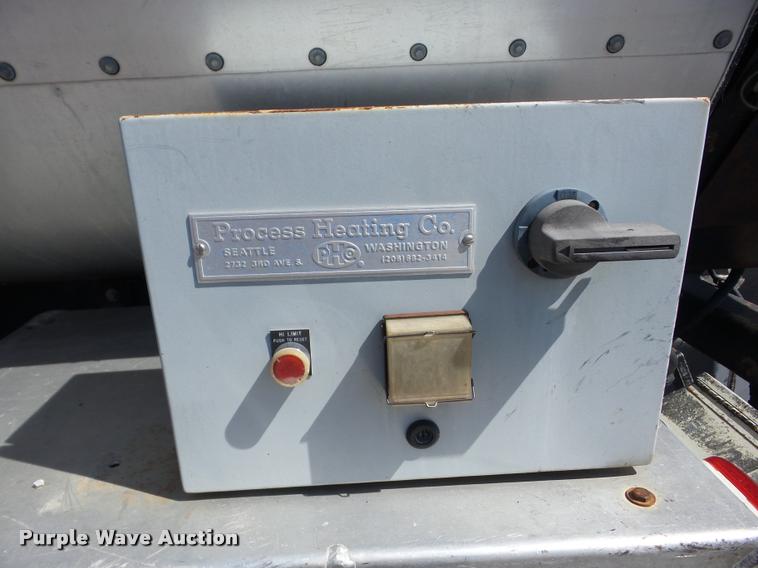 Process Heating Co.
SEATTLE PHCo WASHINGTON
2732 3RD AVE. S. (206)682-3414
HI LIMIT
PUSH TO RESET
Purple Wave Auction